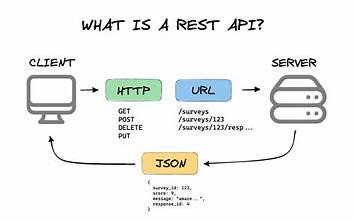 WHAT IS A REST API?
CLIENT
SERVER
HTTP
URL
GET
POST
DELETE
PUT
/surveys
/surveys/123
/surveys/123/resp...
JSON
{
survey_id: 123,
score: 9,
message: "amaze...",
response_id: 4
}